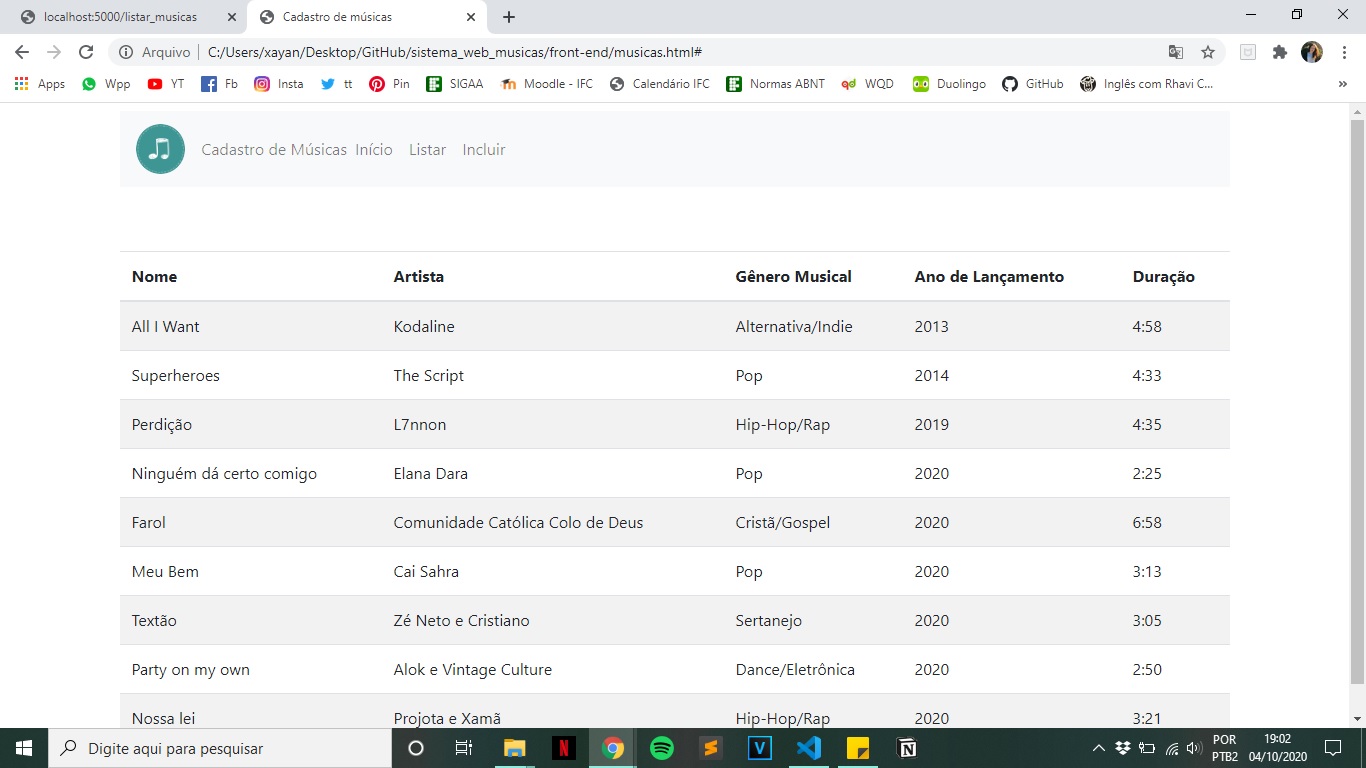 localhost:5000/listar_musicas
Cadastro de músicas
Arquivo | C:/Users/xayan/Desktop/GitHub/sistema_web_musicas/front-end/musicas.html#
Apps Wpp YT Fb Insta tt Pin SIGAA Moodle - IFC Calendário IFC Normas ABNT WQD Duolingo GitHub Inglês com Rhavi C... »
Cadastro de Músicas Início Listar Incluir
Nome Artista Gênero Musical Ano de Lançamento Duração
All I Want Kodaline Alternativa/Indie 2013 4:58
Superheroes The Script Pop 2014 4:33
Perdição L7nnon Hip-Hop/Rap 2019 4:35
Ninguém dá certo comigo Elana Dara Pop 2020 2:25
Farol Comunidade Católica Colo de Deus Cristã/Gospel 2020 6:58
Meu Bem Cai Sahra Pop 2020 3:13
Textão Zé Neto e Cristiano Sertanejo 2020 3:05
Party on my own Alok e Vintage Culture Dance/Eletrônica 2020 2:50
Nossa lei Projota e Xamã Hip-Hop/Rap 2020 3:21
Digite aqui para pesquisar
POR 19:02
PTB2 04/10/2020